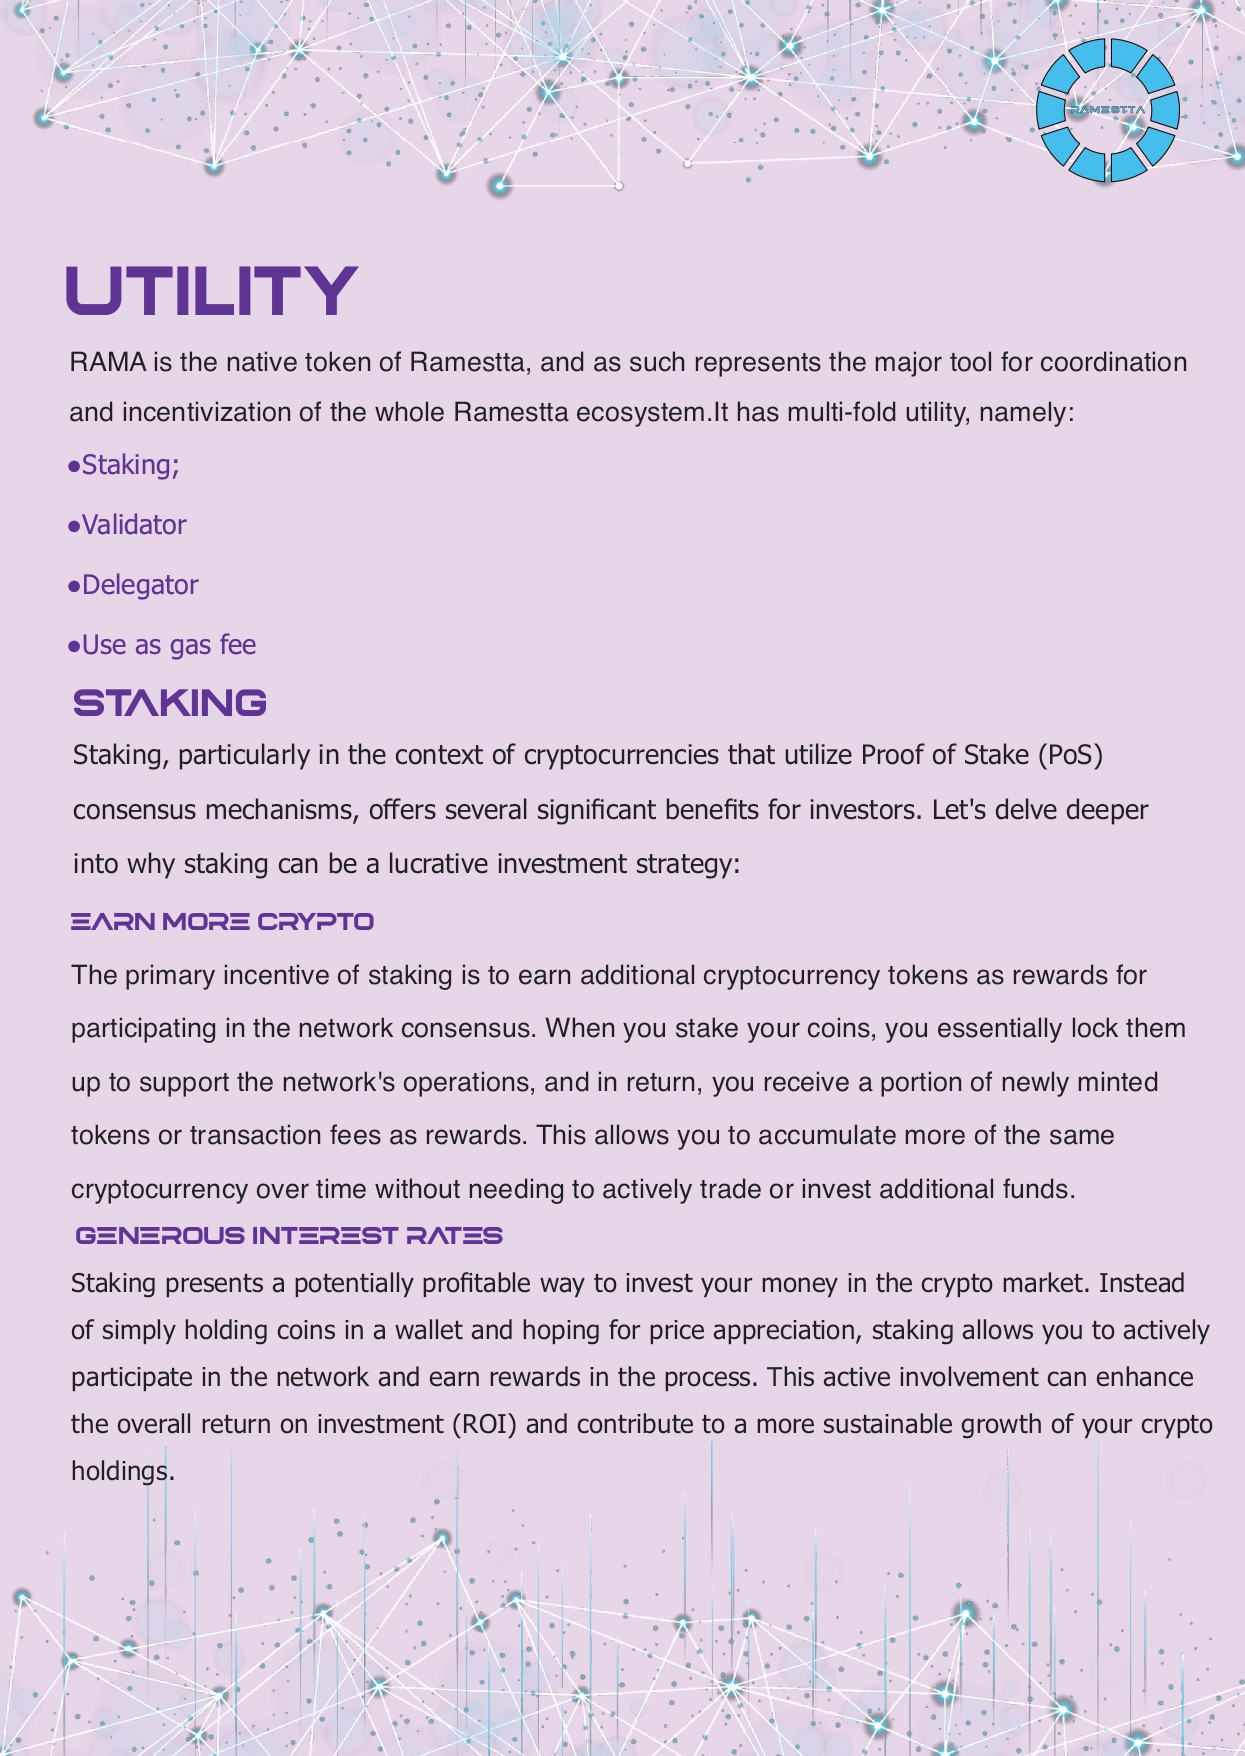 RAMESTTA
UTILITY
RAMA is the native token of Ramestta, and as such represents the major tool for coordination
and incentivization of the whole Ramestta ecosystem.It has multi-fold utility, namely:
●Staking;
●Validator
●Delegator
●Use as gas fee
STAKING
Staking, particularly in the context of cryptocurrencies that utilize Proof of Stake (PoS)
consensus mechanisms, offers several significant benefits for investors. Let's delve deeper
into why staking can be a lucrative investment strategy:
EARN MORE CRYPTO
The primary incentive of staking is to earn additional cryptocurrency tokens as rewards for
participating in the network consensus. When you stake your coins, you essentially lock them
up to support the network's operations, and in return, you receive a portion of newly minted
tokens or transaction fees as rewards. This allows you to accumulate more of the same
cryptocurrency over time without needing to actively trade or invest additional funds.
GENEROUS INTEREST RATES
Staking presents a potentially profitable way to invest your money in the crypto market. Instead
of simply holding coins in a wallet and hoping for price appreciation, staking allows you to actively
participate in the network and earn rewards in the process. This active involvement can enhance
the overall return on investment (ROI) and contribute to a more sustainable growth of your crypto
holdings.